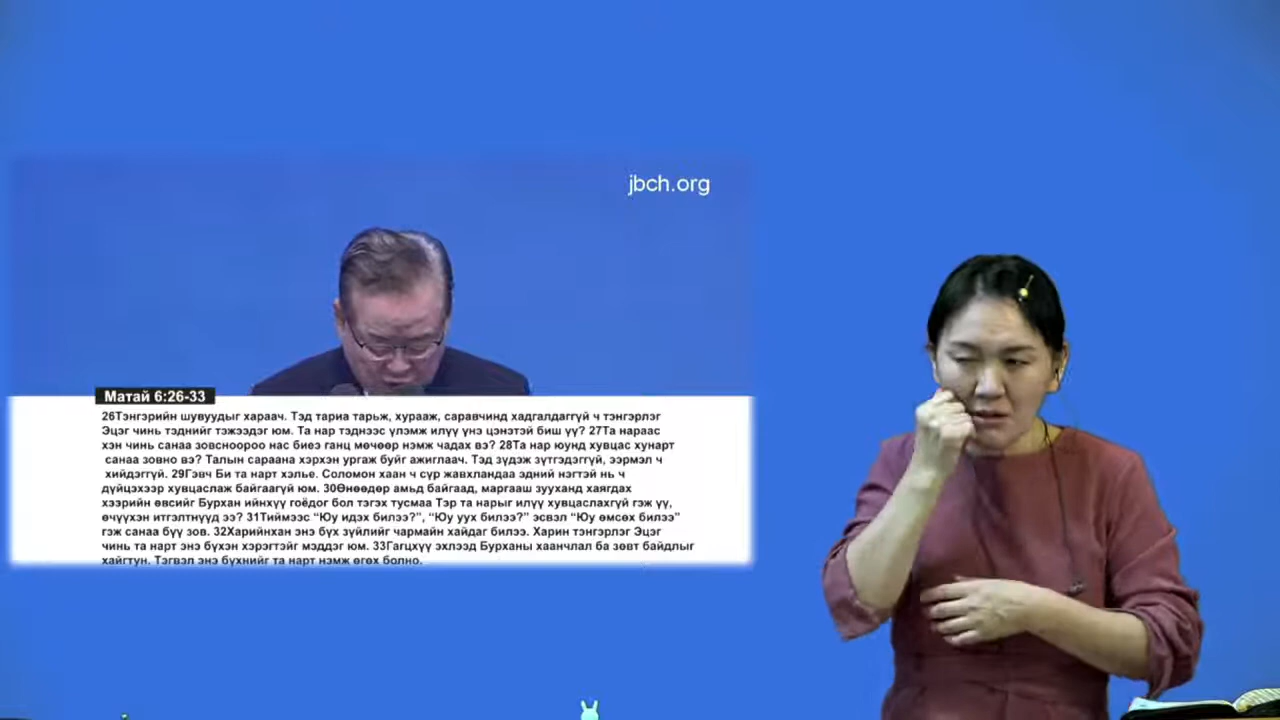 jbch.org
Матай 6:26-33
26Тэнгэрийн шувуудыг хараач. Тэд тариа тарьж, хурааж, саравчинд хадгалдаггүй ч тэнгэрлэг
Эцэг чинь тэднийг тэжээдэг юм. Та нар тэднээс үлэмж илүү үнэ цэнэтэй биш үү? 27Та нараас
хэн чинь санаа зовсноороо нас биеэ ганц мөчөөр нэмж чадах вэ? 28Та нар юунд хувцас хунарт
санаа зовно вэ? Талын сараана хэрхэн ургаж буйг ажиглаач. Тэд зүдэж зүтгэдэггүй, ээрмэл ч
хийдэггүй. 29Гэвч Би та нарт хэлье. Соломон хаан ч сүр жавхландаа эдний нэгтэй нь ч
дүйцэхээр хувцаслаж байгаагүй юм. 30Өнөөдөр амьд байгаад, маргааш зууханд хаягдах
хээрийн өвсийг Бурхан ийнхүү гоёдог бол тэгэх тусмаа Тэр та нарыг илүү хувцаслахгүй гэж үү,
өчүүхэн итгэлтнүүд ээ? 31Тиймээс “Юу идэх билээ?”, “Юу уух билээ?” эсвэл “Юу өмсөх билээ”
гэж санаа бүү зов. 32Харийнхан энэ бүх зүйлийг чармайн хайдаг билээ. Харин тэнгэрлэг Эцэг
чинь та нарт энэ бүхэн хэрэгтэйг мэддэг юм. 33Гагцхүү эхлээд Бурханы хаанчлал ба зөвт байдлыг
хайгтун. Тэгвэл энэ бүхнийг та нарт нэмж өгөх болно.